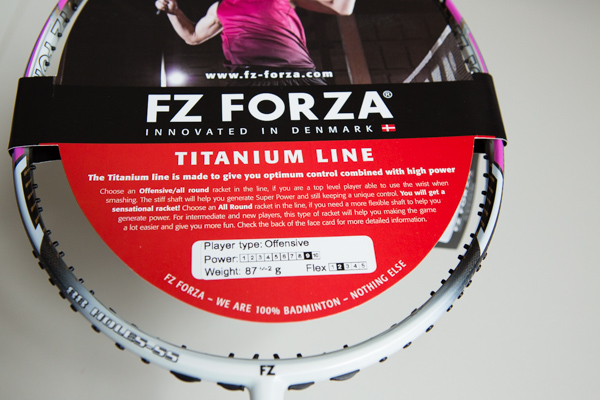 www.fz-forza.com
FZ FORZA®
INNOVATED IN DENMARK
TITANIUM LINE
The Titanium line is made to give you optimum control combined with high power
Choose an Offensive/all round racket in the line, if you are a top level player able to use the wrist when
smashing. The stiff shaft will help you generate Super Power and still keeping a unique control. You will get a
sensational racket! Choose an All Round racket in the line, if you need a more flexible shaft to help you
generate power. For intermediate and new players, this type of racket will help you making the game
a lot easier and give you more fun. Check the back of the face card for more detailed information.
Player type: Offensive
Power: 1 2 3 4 5 6 7 8 9 10
Weight: 87 +/-2 g Flex 1 2 3 4 5
FZ FORZA – WE ARE 100% BADMINTON – NOTHING ELSE
FZ